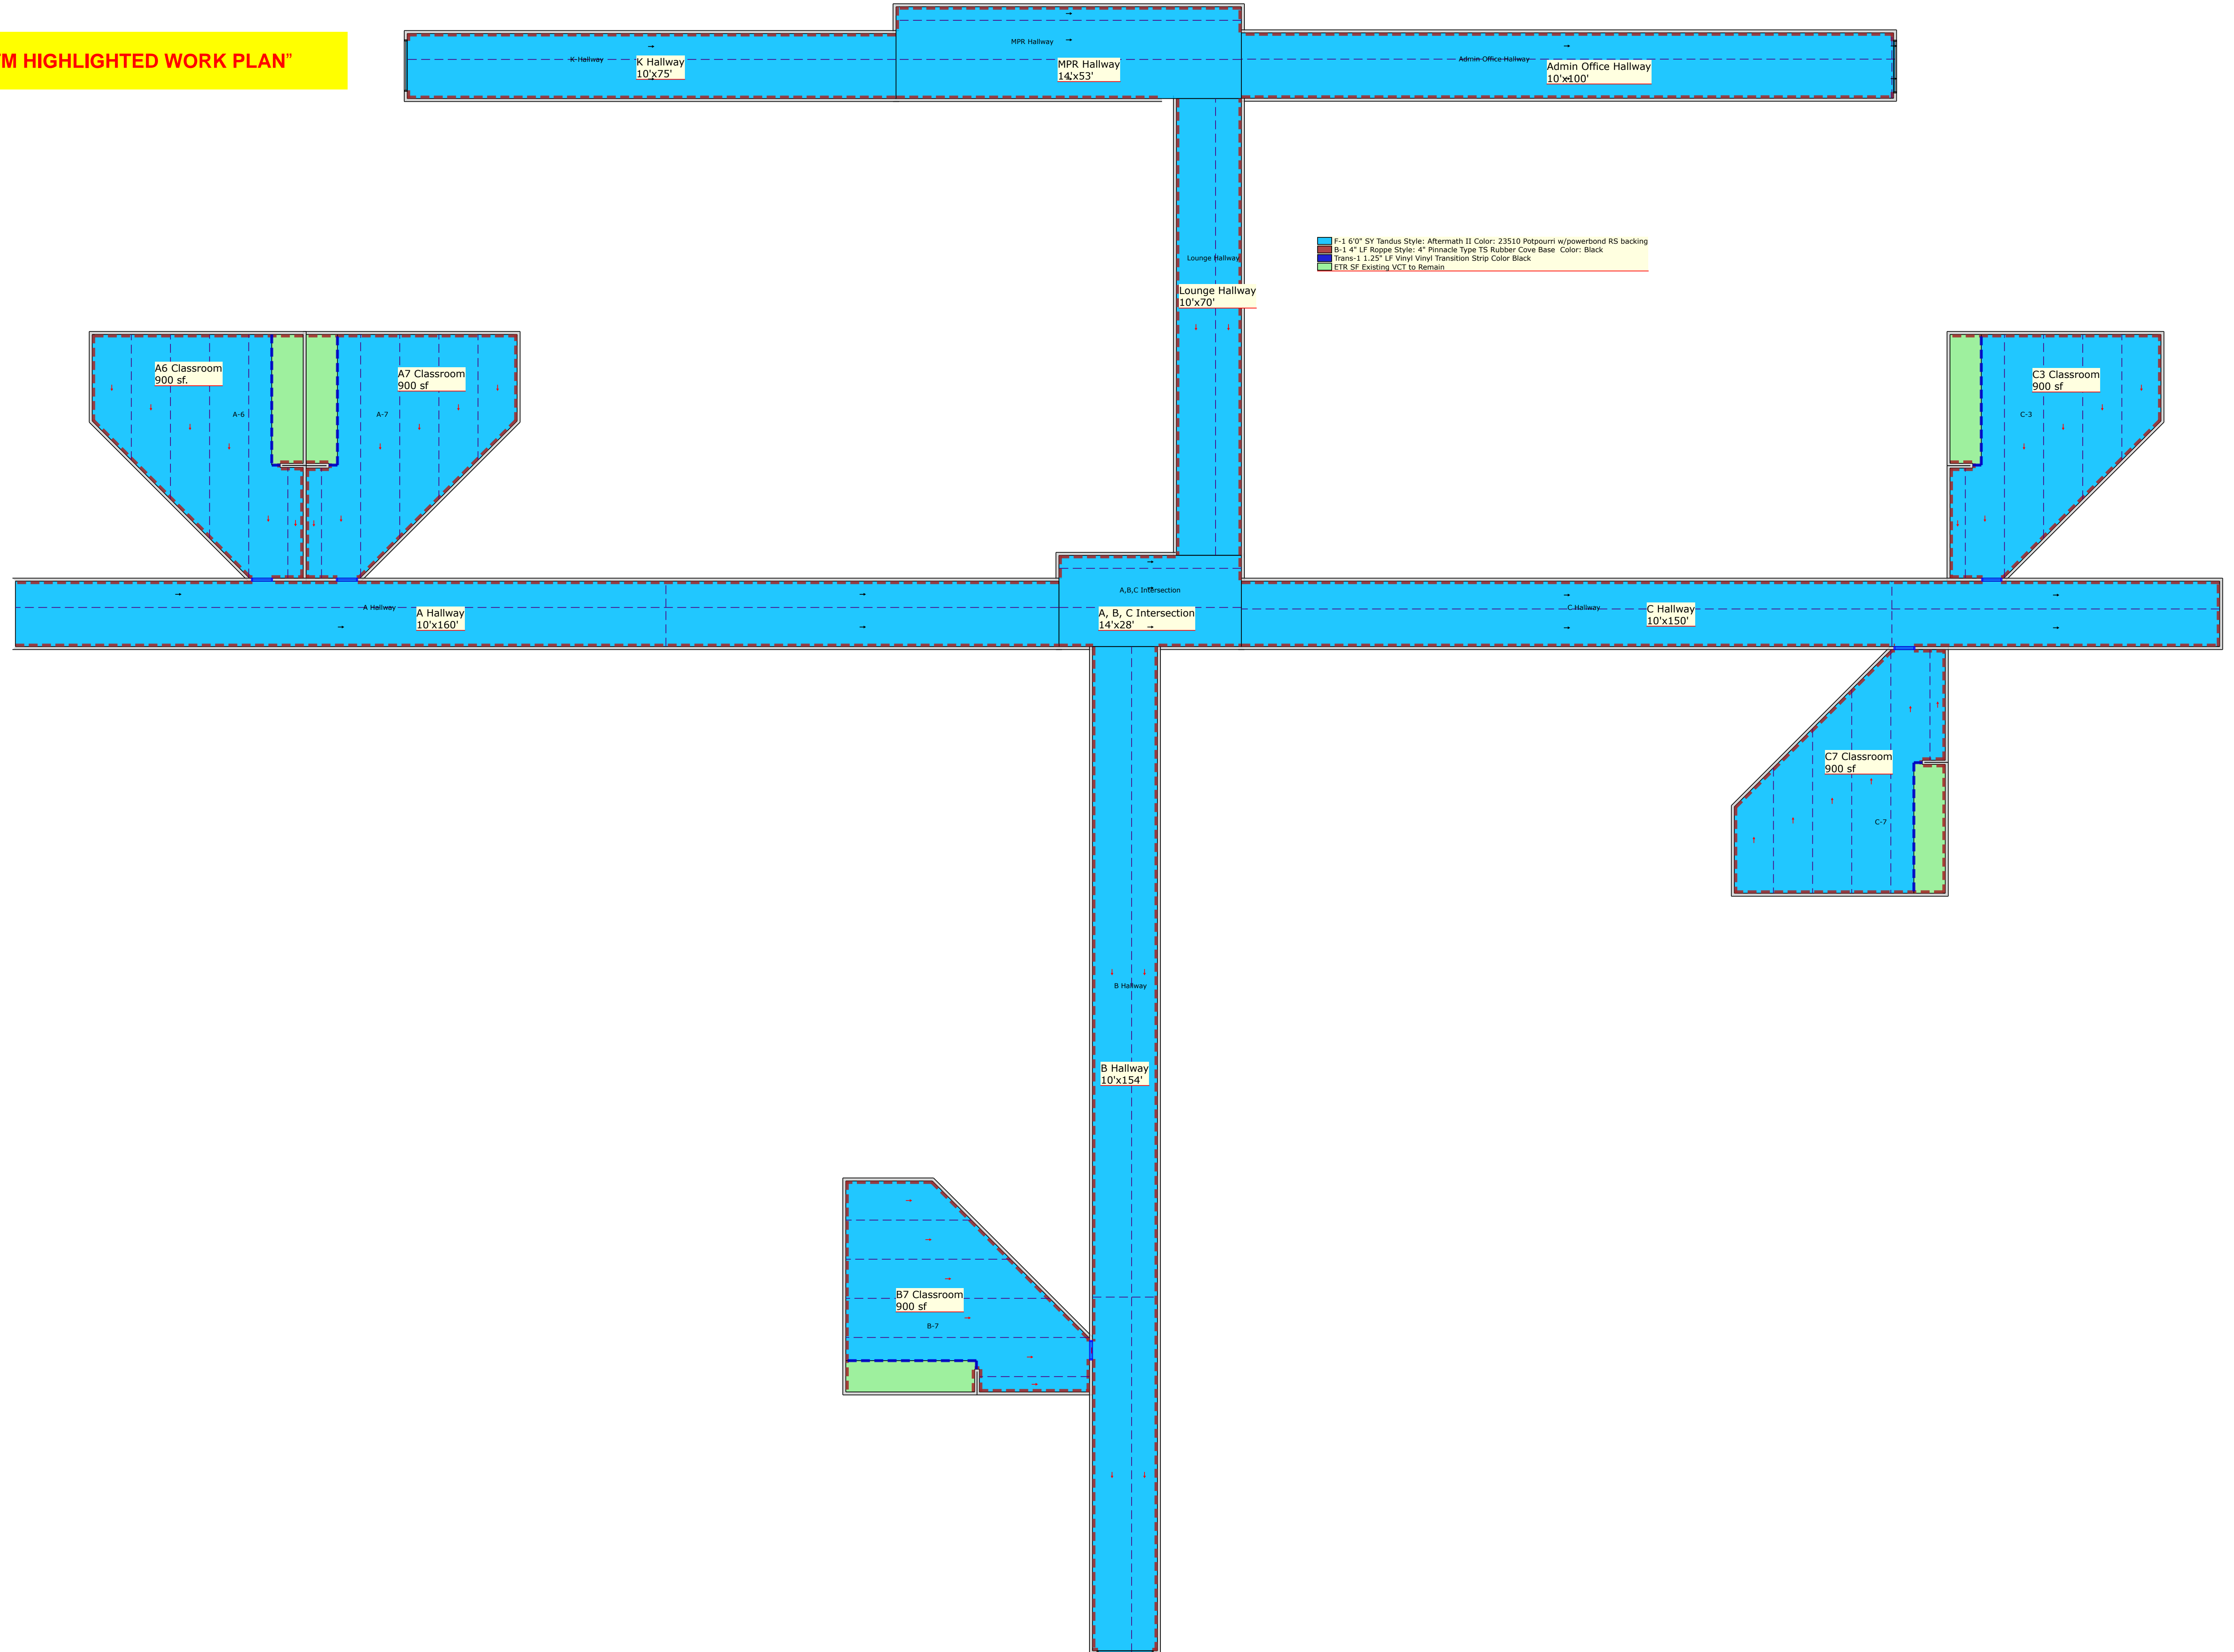 M HIGHLIGHTED WORK PLAN"
MPR Hallway
K Hallway
K Hallway
10'x75'
MPR Hallway
14'x53'
Admin Office Hallway
Admin Office Hallway
10'x100'
F-1 6'0" SY Tandus Style: Aftermath II Color: 23510 Potpourri w/powerbond RS backing
B-1 4" LF Roppe Style: 4" Pinnacle Type TS Rubber Cove Base Color: Black
Trans-1 1.25" LF Vinyl Vinyl Transition Strip Color Black
ETR SF Existing VCT to Remain
Lounge Hallway
Lounge Hallway
10'x70'
A6 Classroom
900 sf.
A-6
A7 Classroom
900 sf
A-7
C3 Classroom
900 sf
C-3
A Hallway
A Hallway
10'x160'
A,B,C Intersection
A, B, C Intersection
14'x28'
C Hallway
C Hallway
10'x150'
C7 Classroom
900 sf
C-7
B Hallway
B Hallway
10'x154'
B7 Classroom
900 sf
B-7